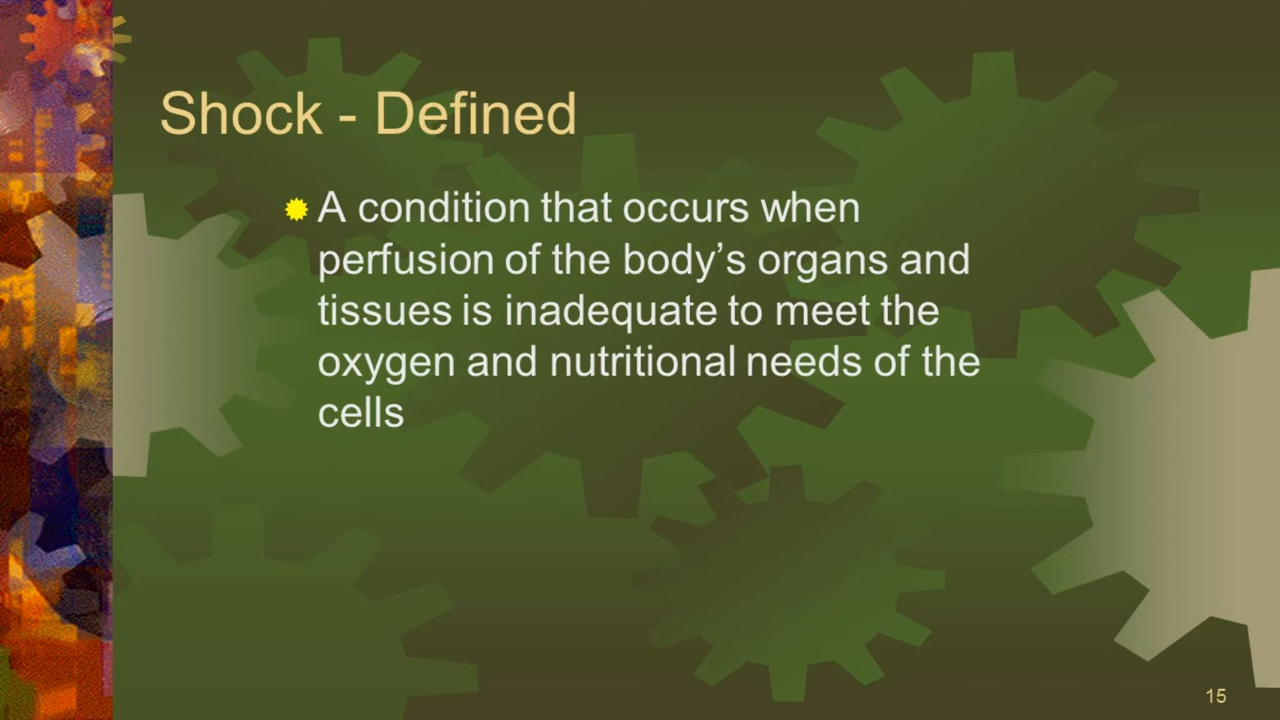 Shock - Defined
A condition that occurs when
perfusion of the body’s organs and
tissues is inadequate to meet the
oxygen and nutritional needs of the
cells
15